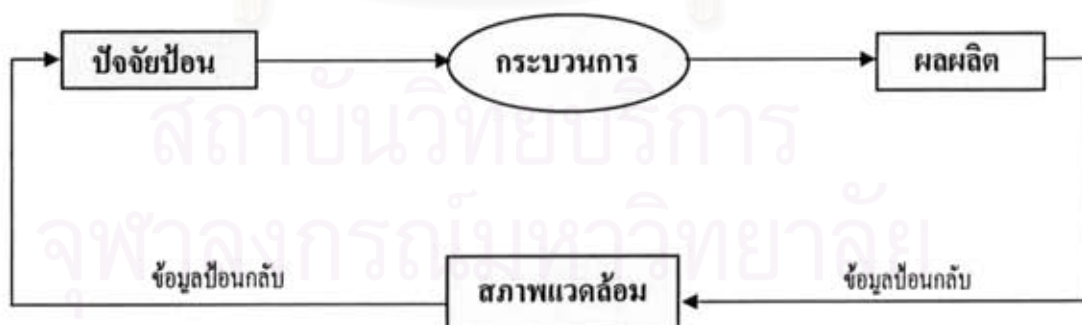 ปัจจัยป้อน
กระบวนการ
ผลผลิต
สถาบันวิทยบริการ
จุฬาลงกรณ์มหาวิทยาลัย
ข้อมูลป้อนกลับ
สภาพแวดล้อม
ข้อมูลป้อนกลับ